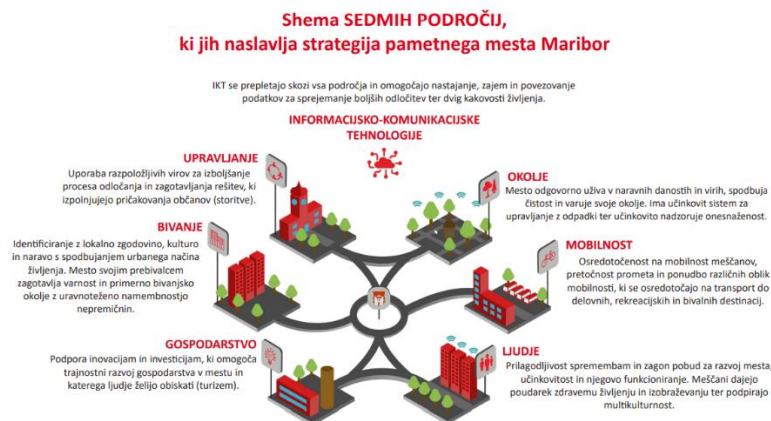 Shema SEDMIH PODROČIJ,
ki jih naslavlja strategija pametnega mesta Maribor
IKT se prepletajo skozi vsa področja in omogočajo nastajanje, zajem in povezovanje
podatkov za sprejemanje boljših odločitev ter dvig kakovosti življenja.
INFORMACIJSKO-KOMUNIKACIJSKE
TEHNOLOGIJE
UPRAVLJANJE
Uporaba razpoložljivih virov za izboljšanje
procesa odločanja in zagotavljanja rešitev, ki
izpolnjujejo pričakovanja občanov (storitve).
OKOLJE
Mesto odgovorno uživa v naravnih danostih in virih, spodbuja
čistost in varuje svoje okolje. Ima učinkovit sistem za
upravljanje z odpadki ter učinkovito nadzoruje onesnaženost.
BIVANJE
Identificiranje z lokalno zgodovino, kulturo
in naravo s spodbujanjem urbanega načina
življenja. Mesto svojim prebivalcem
zagotavlja varnost in primerno bivanjsko
okolje z uravnoteženo namembnostjo
nepremičnin.
MOBILNOST
Osredotočenost na mobilnost meščanov,
pretočnost prometa in ponudbo različnih oblik
mobilnosti, ki se osredotočajo na transport do
delovnih, rekreacijskih in bivalnih destinacij.
GOSPODARSTVO
Podpora inovacijam in investicijam, ki omogoča
trajnostni razvoj gospodarstva v mestu in
katerega ljudje želijo obiskati (turizem).
LJUDJE
Prilagodljivost spremembam in zagon pobud za razvoj mesta,
učinkovitost in njegovo funkcioniranje. Meščani dajejo
poudarek zdravemu življenju in izobraževanju ter podpirajo
multikulturnost.